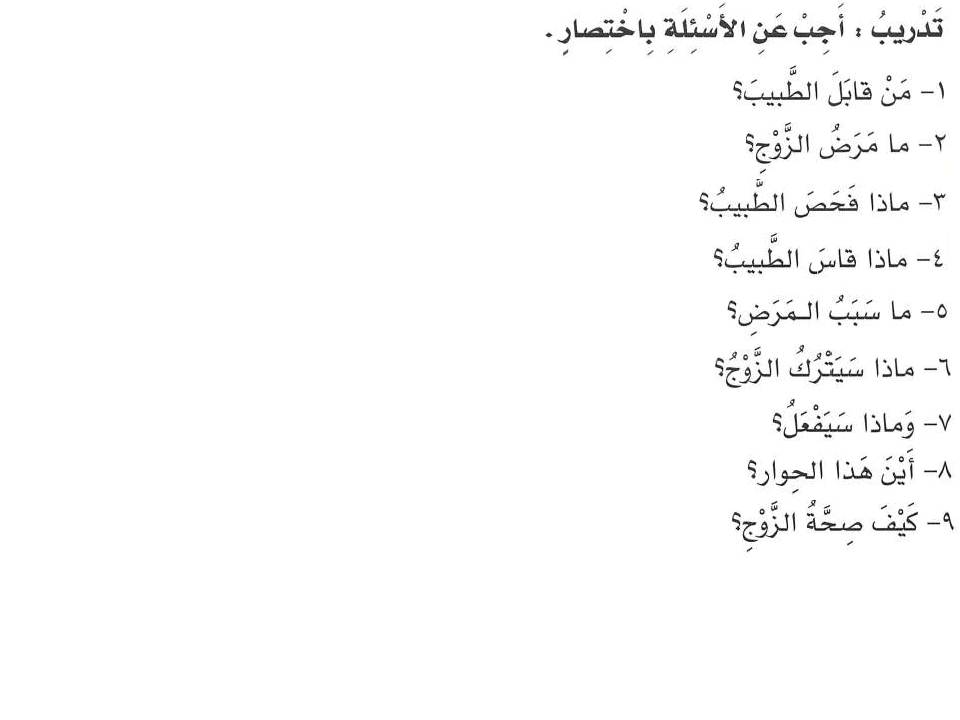 تَدْريبُ : أَجِبْ عَنِ الأَسْئِلَةِ بِاخْتِصارٍ .
١- مَنْ قابَلَ الطَّبيبَ؟
٢- ما مَرَضُ الزَّوْجِ؟
٣- ماذا فَحَصَ الطَّبيبُ؟
٤- ماذا قاسَ الطَّبيبُ؟
٥- ما سَبَبُ الـمَرَضِ؟
٦- ماذا سَيَتْرُكُ الزَّوْجُ؟
٧- وَماذا سَيَفْعَلُ؟
٨- أَيْنَ هَذا الحِوار؟
٩- كَيْفَ صِحَّةُ الزَّوْجِ؟